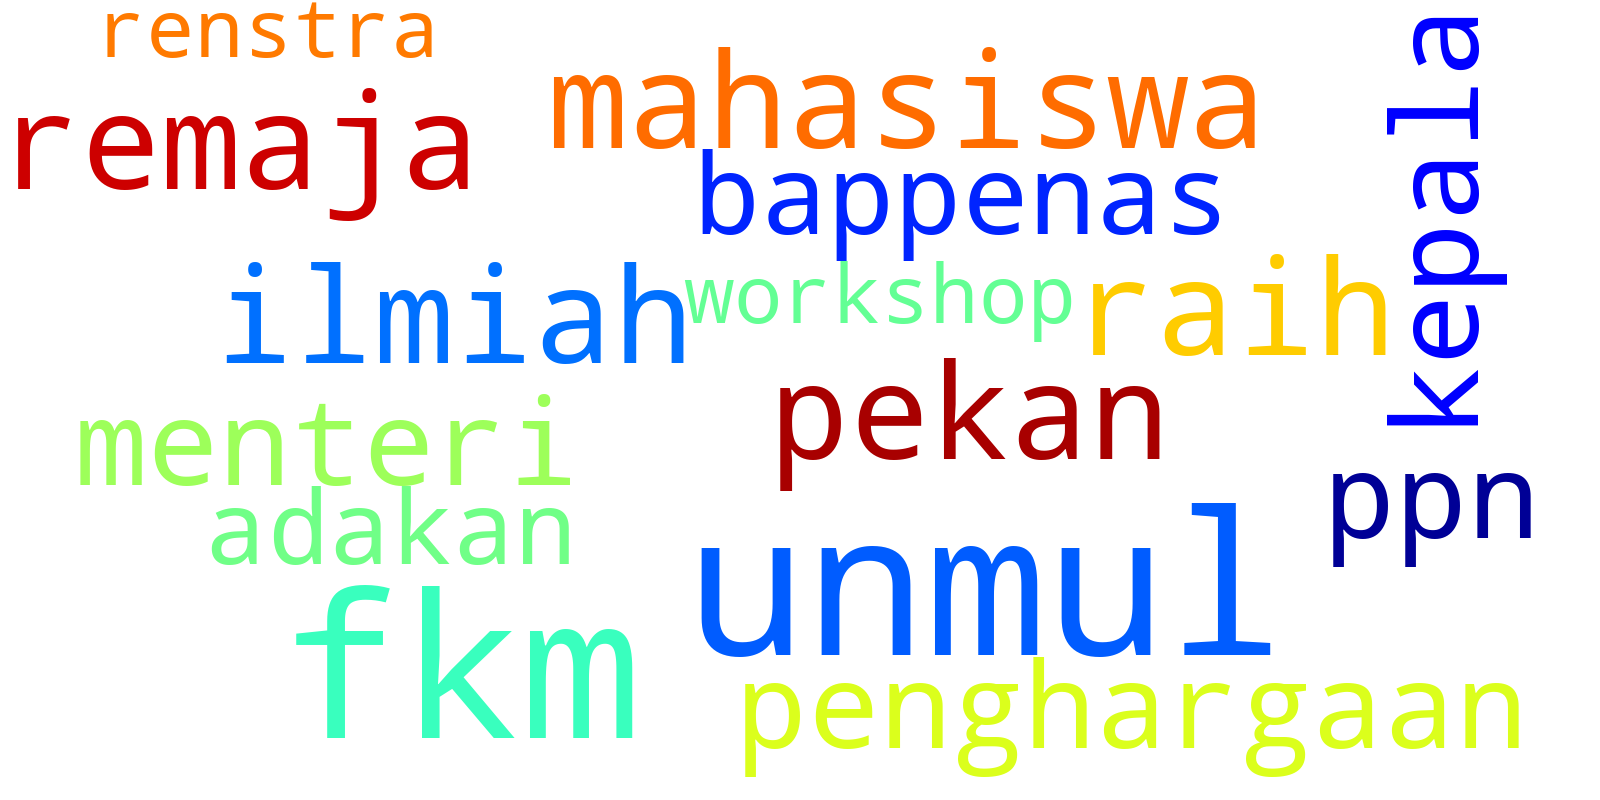 renstra
remaja
mahasiswa
bappenas
kepala
ilmiah
workshop
raih
menteri
pekan
adakan
ppn
unmul
fkm
penghargaan